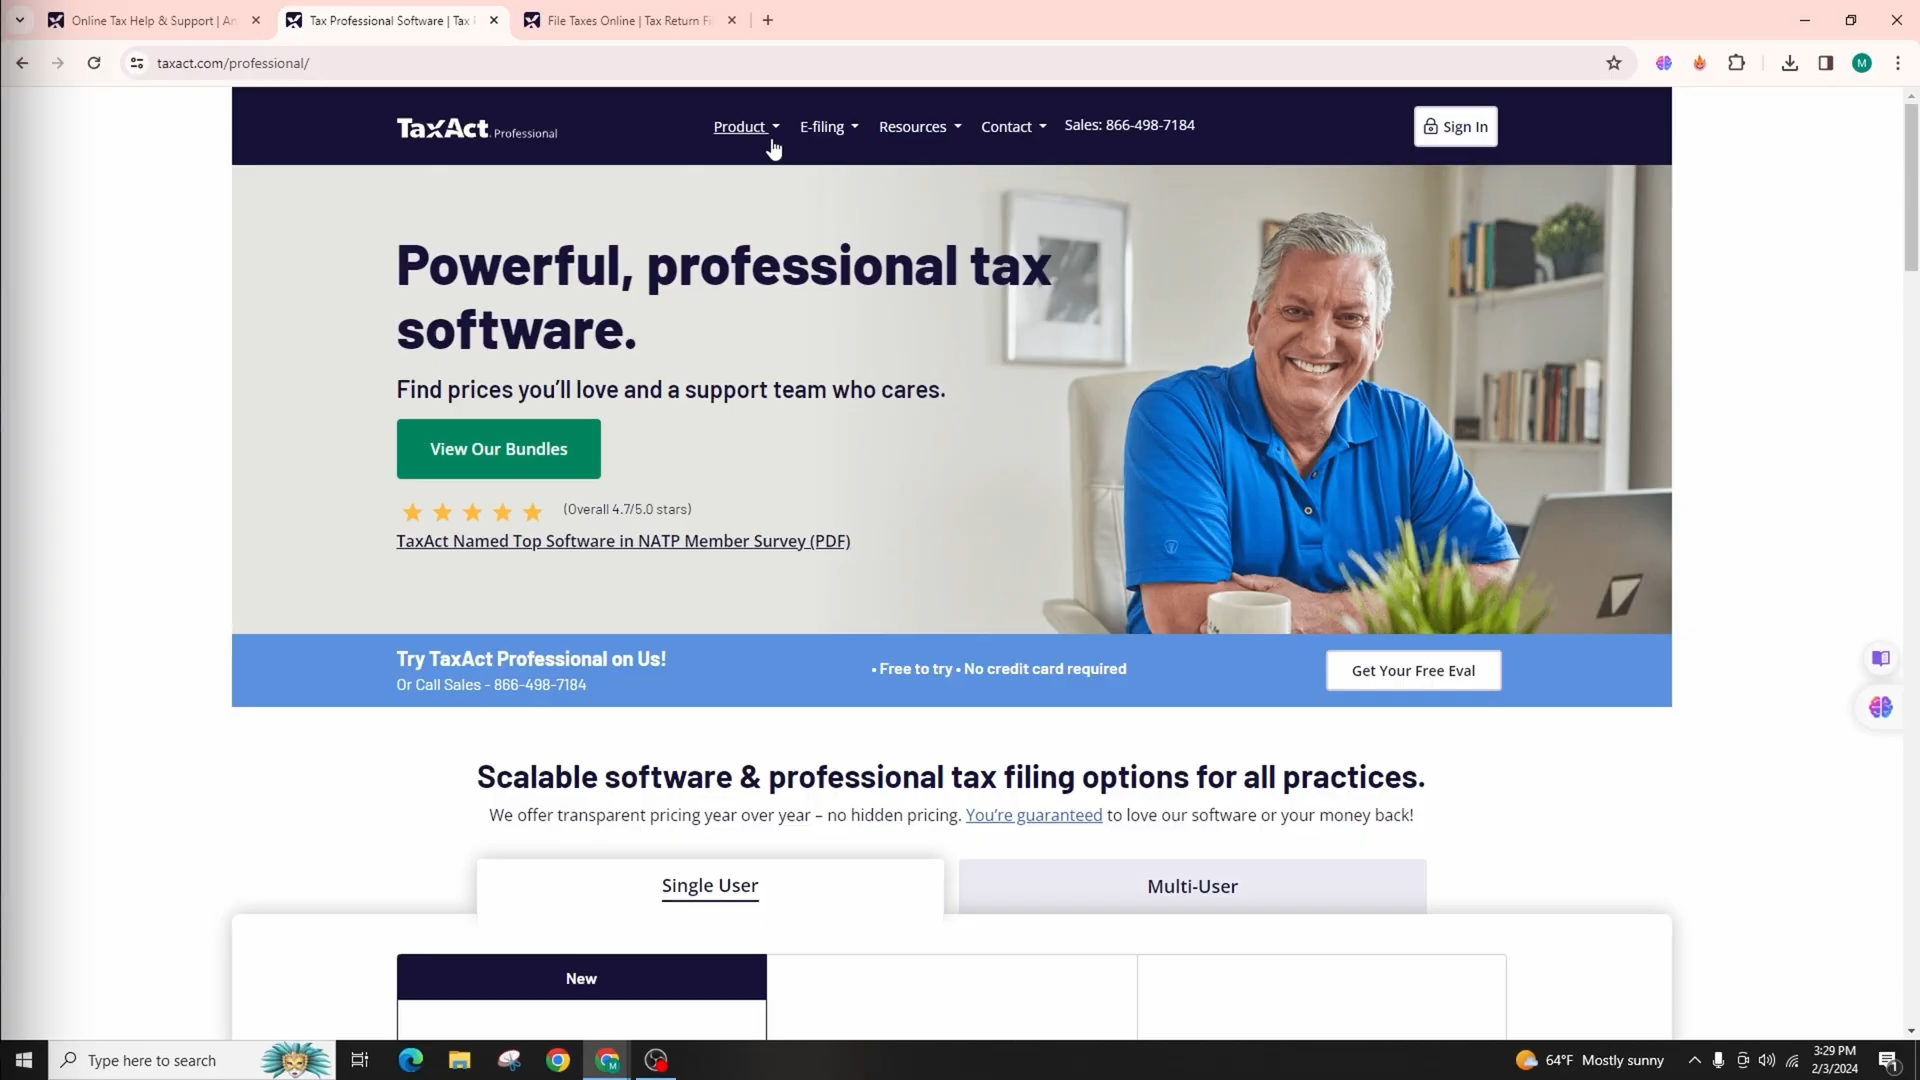 Online Tax Help & Support | An
Tax Professional Software | Tax
File Taxes Online | Tax Return Fi
taxact.com/professional/
M
TaxAct Professional
Product
E-filing
Resources
Contact
Sales: 866-498-7184
Sign In
Powerful, professional tax
software.
Find prices you’ll love and a support team who cares.
View Our Bundles
(Overall 4.7/5.0 stars)
TaxAct Named Top Software in NATP Member Survey (PDF)
Try TaxAct Professional on Us!
Or Call Sales - 866-498-7184
• Free to try • No credit card required
Get Your Free Eval
Scalable software & professional tax filing options for all practices.
We offer transparent pricing year over year – no hidden pricing. You’re guaranteed to love our software or your money back!
Single User
Multi-User
New
Type here to search
64°F Mostly sunny
3:29 PM
2/3/2024
1